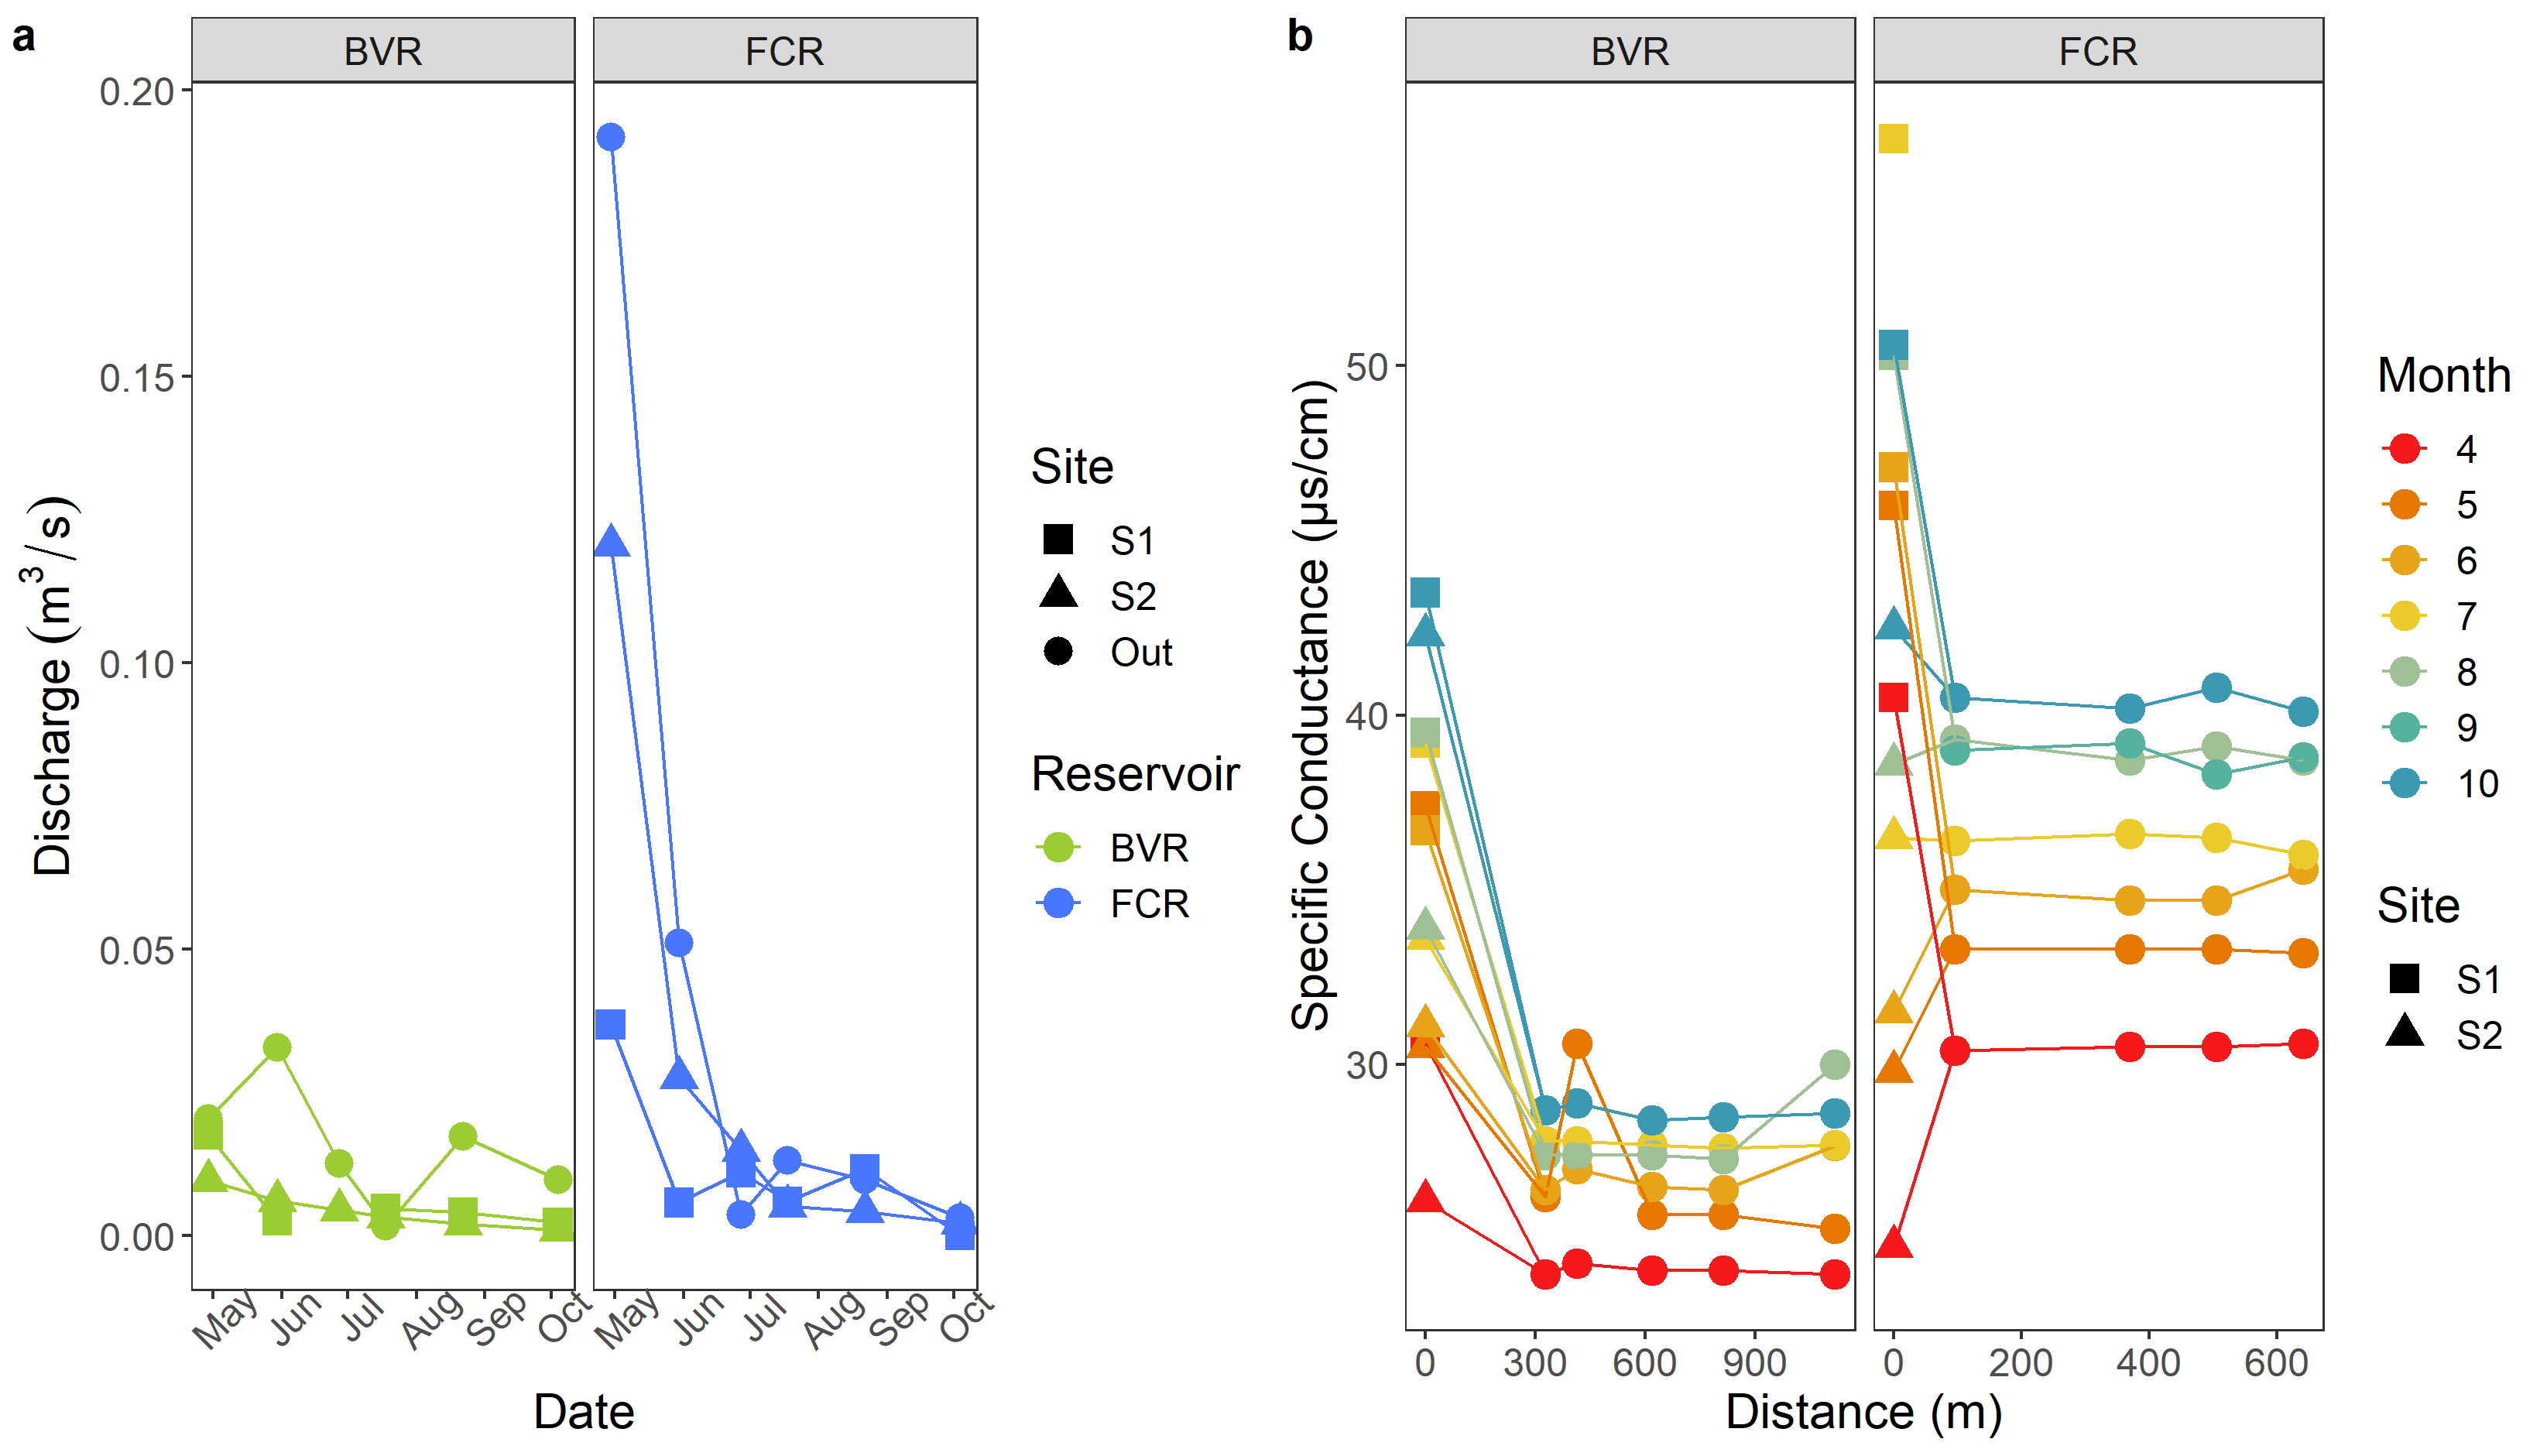 a
BVR
FCR
Discharge (m³/s)
0.20
0.15
0.10
0.05
0.00
May
Jun
Jul
Aug
Sep
Oct
May
Jun
Jul
Aug
Sep
Oct
Date
Site
S1
S2
Out
Reservoir
BVR
FCR
b
BVR
FCR
Specific Conductance (μs/cm)
50
40
30
0 300 600 900
0 200 400 600
Distance (m)
Month
4
5
6
7
8
9
10
Site
S1
S2